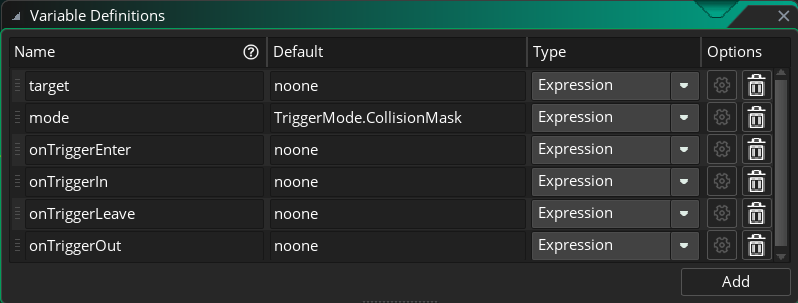 Variable Definitions
Name Default Type Options
target noone Expression
mode TriggerMode.CollisionMask Expression
onTriggerEnter noone Expression
onTriggerIn noone Expression
onTriggerLeave noone Expression
onTriggerOut noone Expression
Add